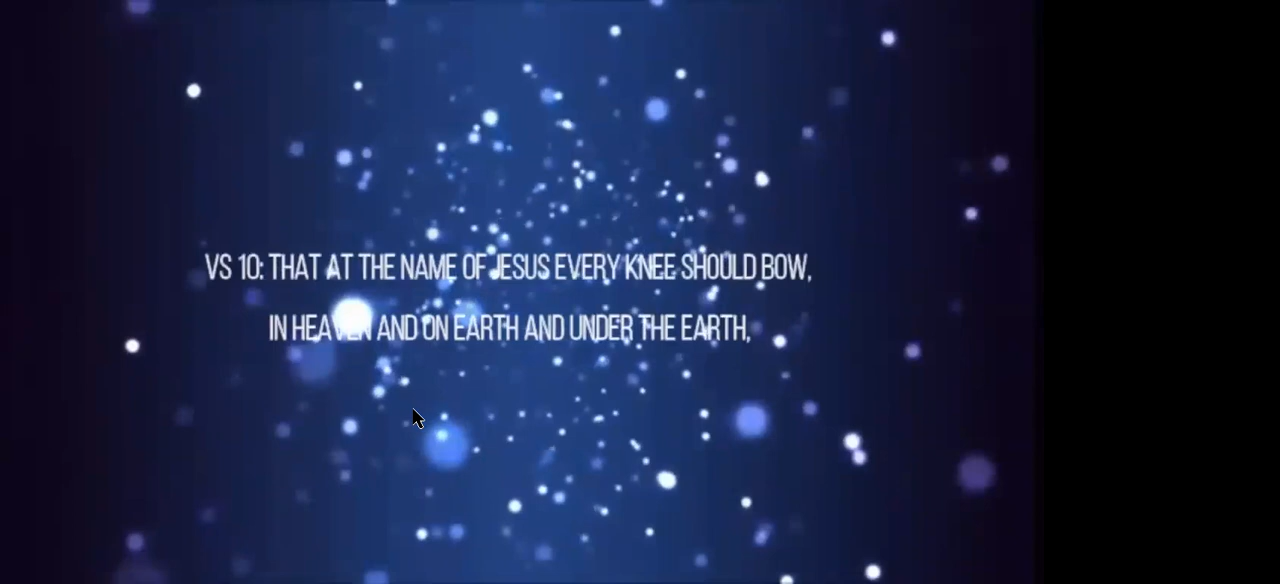 VS 10: THAT AT THE NAME OF JESUS EVERY KNEE SHOULD BOW,
IN HEAVEN AND ON EARTH AND UNDER THE EARTH,